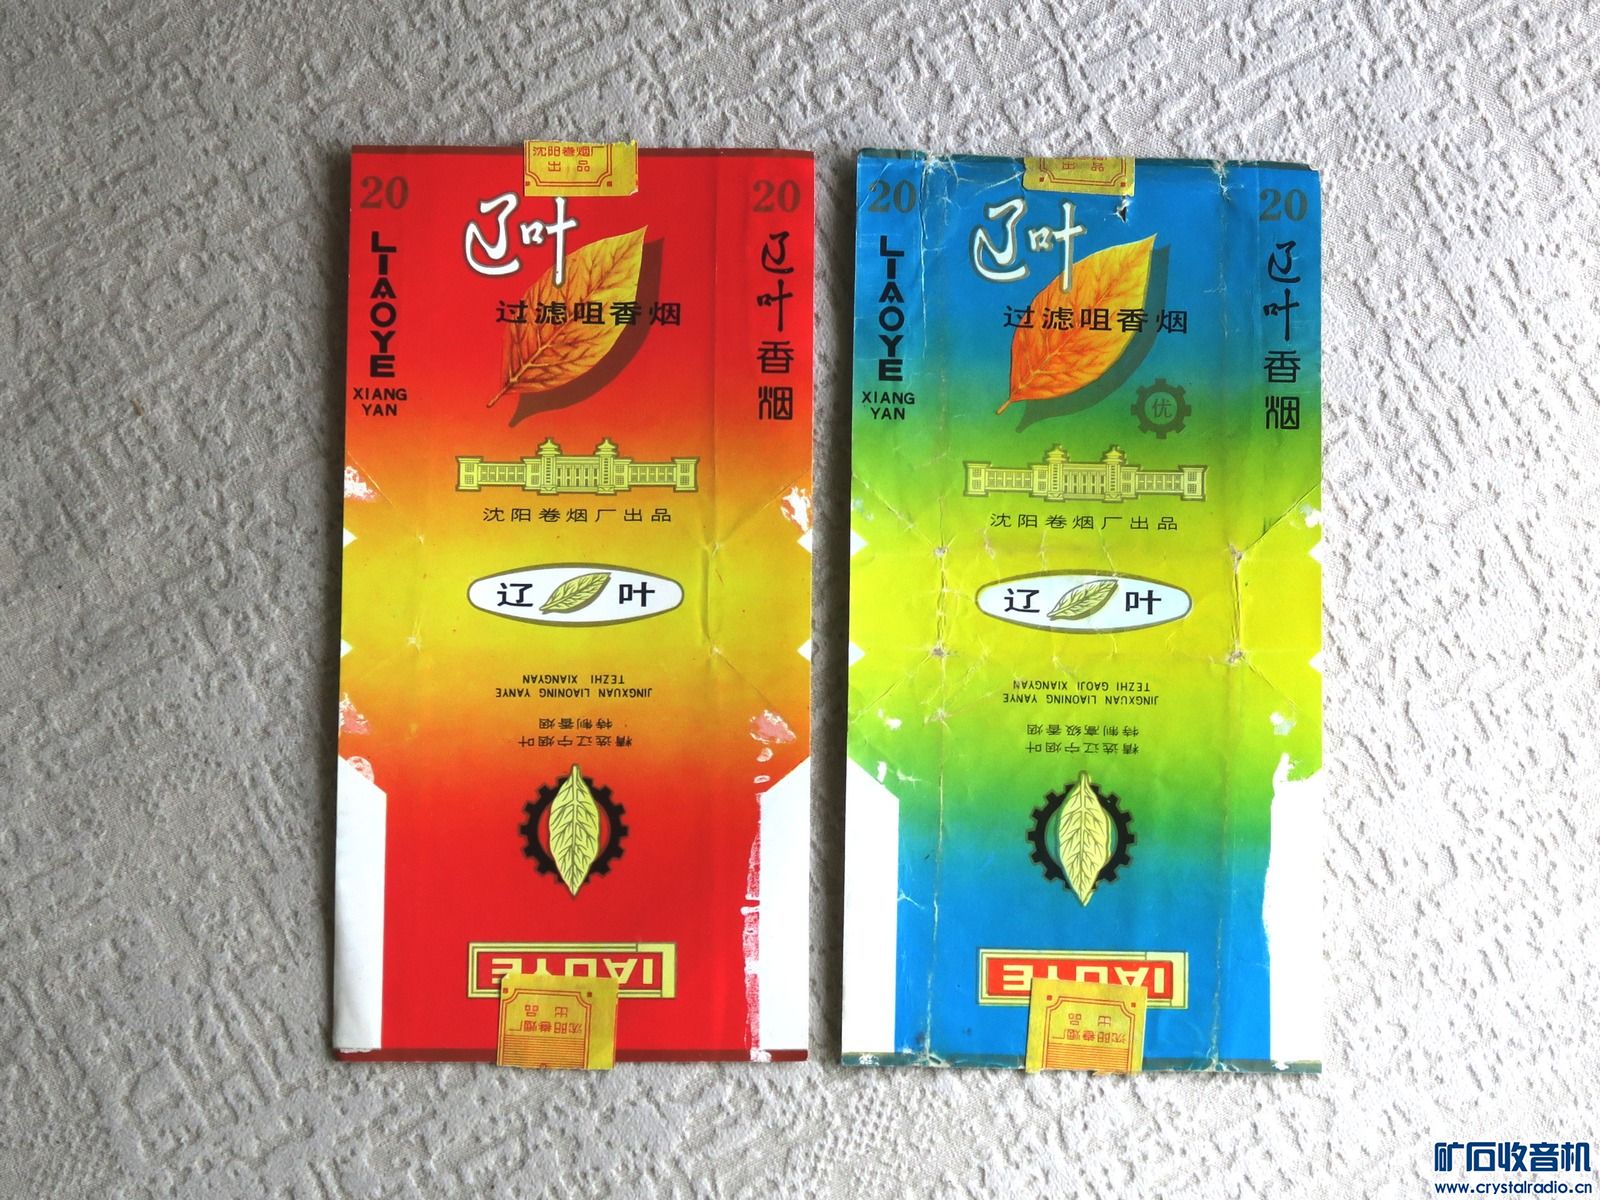 沈阳卷烟厂
出品
20
辽叶
20
LIAOYE
XIANG
YAN
过滤咀香烟
辽叶香烟
沈阳卷烟厂出品
辽叶
JINGXUAN LIAONING YANYE
TEZHI XIANGYAN
精选辽宁烟叶
特制香烟
LIAOYE
沈阳卷烟厂
出品
出品
20
辽叶
20
LIAOYE
XIANG
YAN
过滤咀香烟
辽叶香烟
优
沈阳卷烟厂出品
辽叶
JINGXUAN LIAONING YANYE
TEZHI GAOJI XIANGYAN
精选辽宁烟叶
特制高级香烟
LIAOYE
沈阳卷烟厂
出品
矿石收音机
www.crystalradio.cn